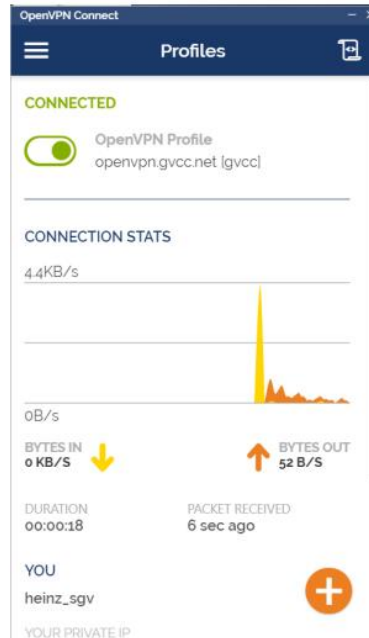 OpenVPN Connect
Profiles
CONNECTED
OpenVPN Profile
openvpn.gvcc.net [gvcc]
CONNECTION STATS
4.4KB/s
0B/s
BYTES IN
0 KB/S
BYTES OUT
52 B/S
DURATION
00:00:18
PACKET RECEIVED
6 sec ago
YOU
heinz_sgv
YOUR PRIVATE IP